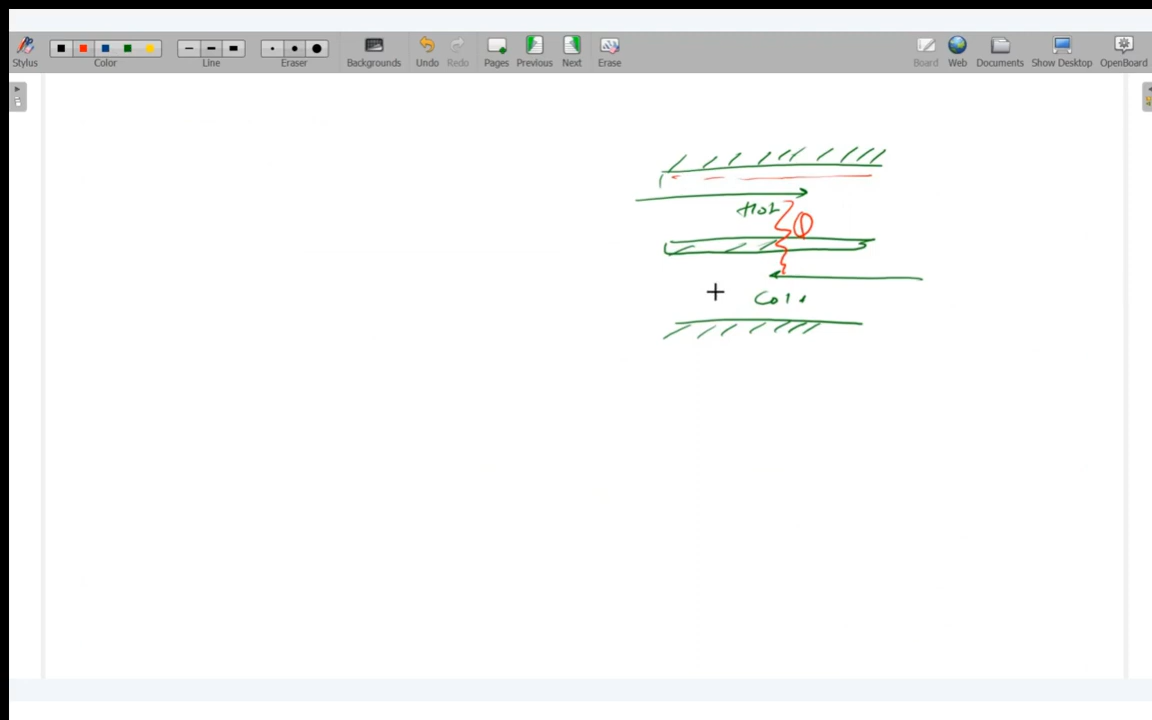 Stylus Color Line Eraser Backgrounds Undo Redo Pages Previous Next Erase Board Web Documents Show Desktop OpenBoard
Hot
Q
Cold